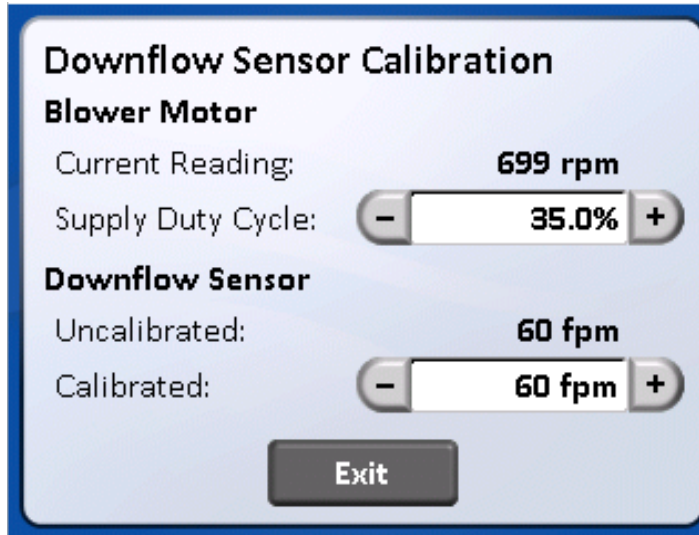 Downflow Sensor Calibration
Blower Motor
Current Reading: 699 rpm
Supply Duty Cycle: - 35.0% +
Downflow Sensor
Uncalibrated: 60 fpm
Calibrated: - 60 fpm +
Exit